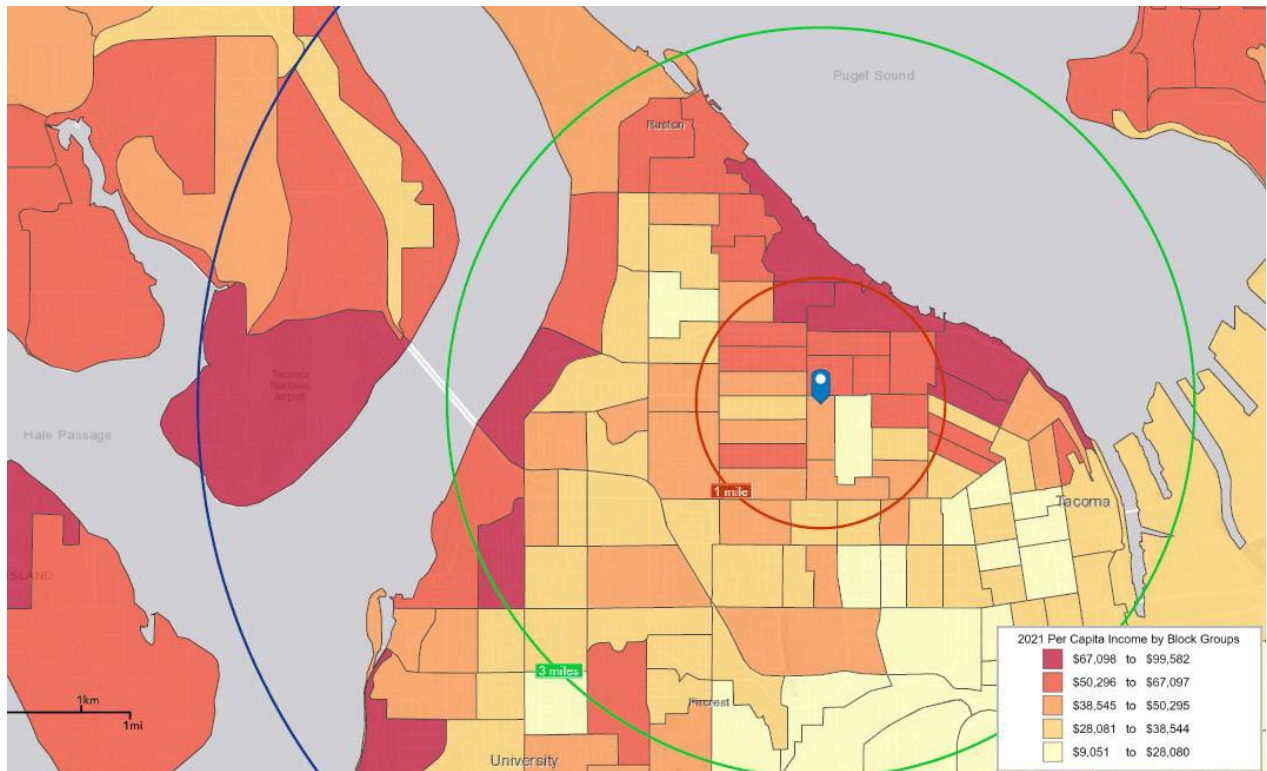 Puget Sound
Ruston
Tacoma
Narrows
Airport
Hale Passage
1 mile
Tacoma
ISLAND
3 miles
Fircrest
1km
1mi
University
2021 Per Capita Income by Block Groups
$67,098 to $99,582
$50,296 to $67,097
$38,545 to $50,295
$28,081 to $38,544
$9,051 to $28,080